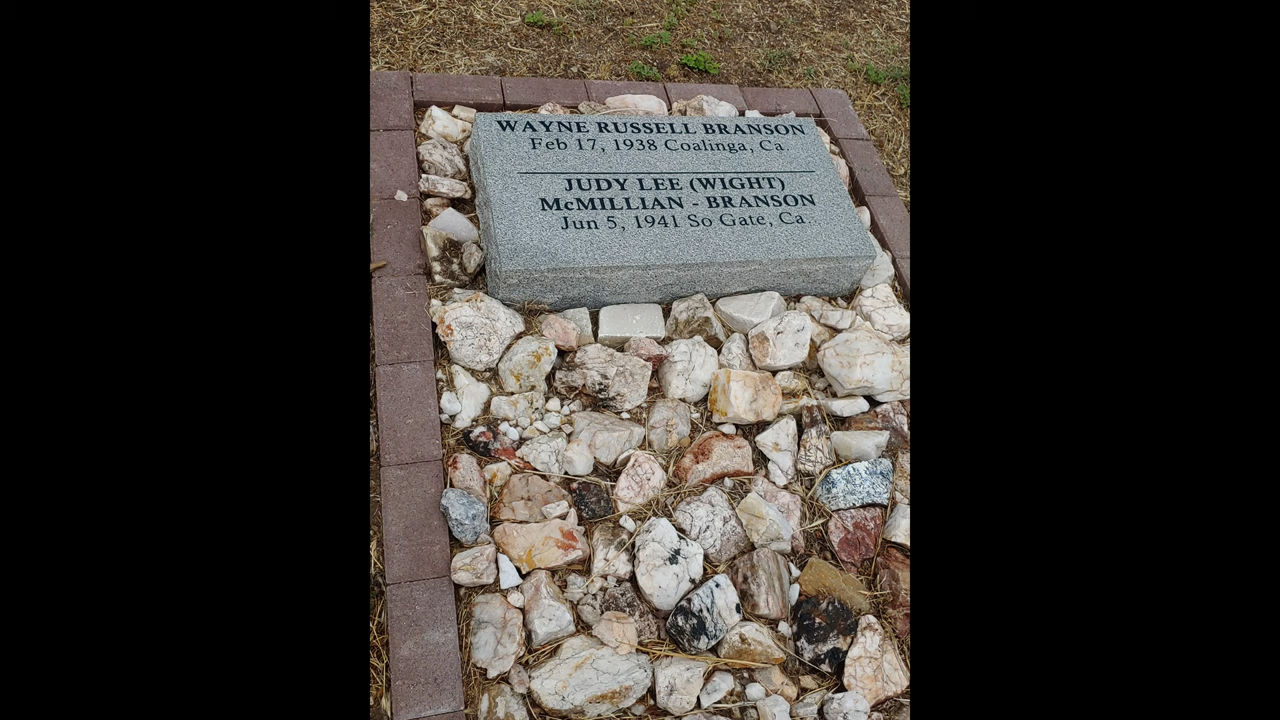 WAYNE RUSSELL BRANSON
Feb 17, 1938 Coalinga, Ca.
JUDY LEE (WIGHT)
McMILLIAN - BRANSON
Jun 5, 1941 So Gate, Ca.